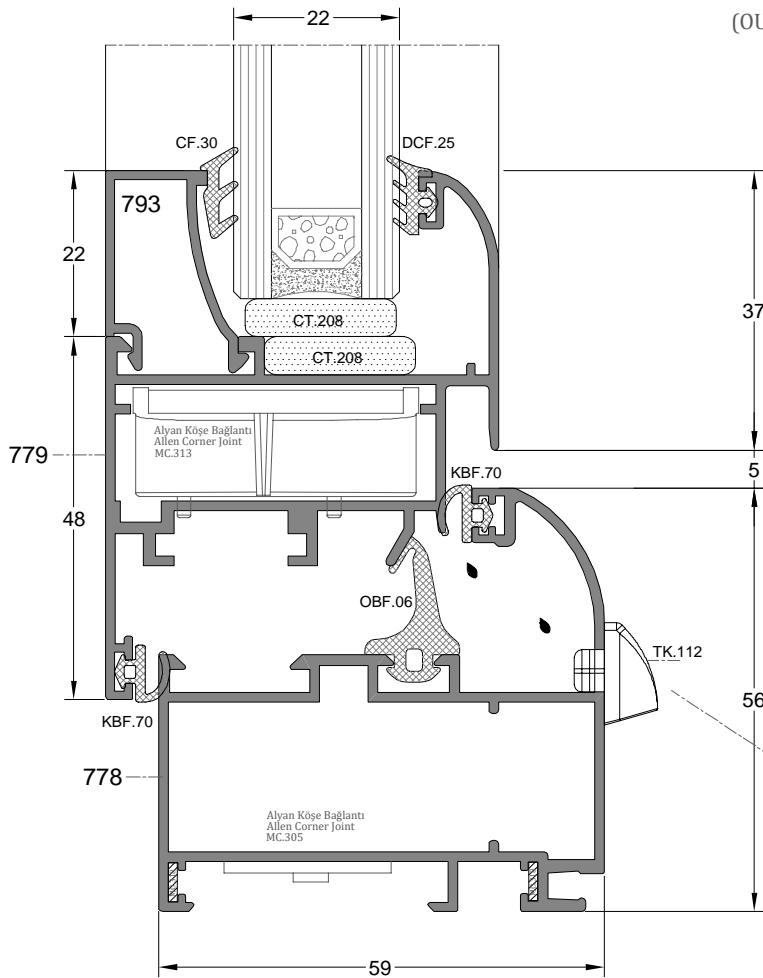 22
(OU
CF.30
DCF.25
793
22
37
CT.208
CT.208
Alyan Köşe Bağlantı
Allen Corner Joint
MC.313
779
KBF.70
5
48
OBF.06
TK.112
KBF.70
56
778
Alyan Köşe Bağlantı
Allen Corner Joint
MC.305
59